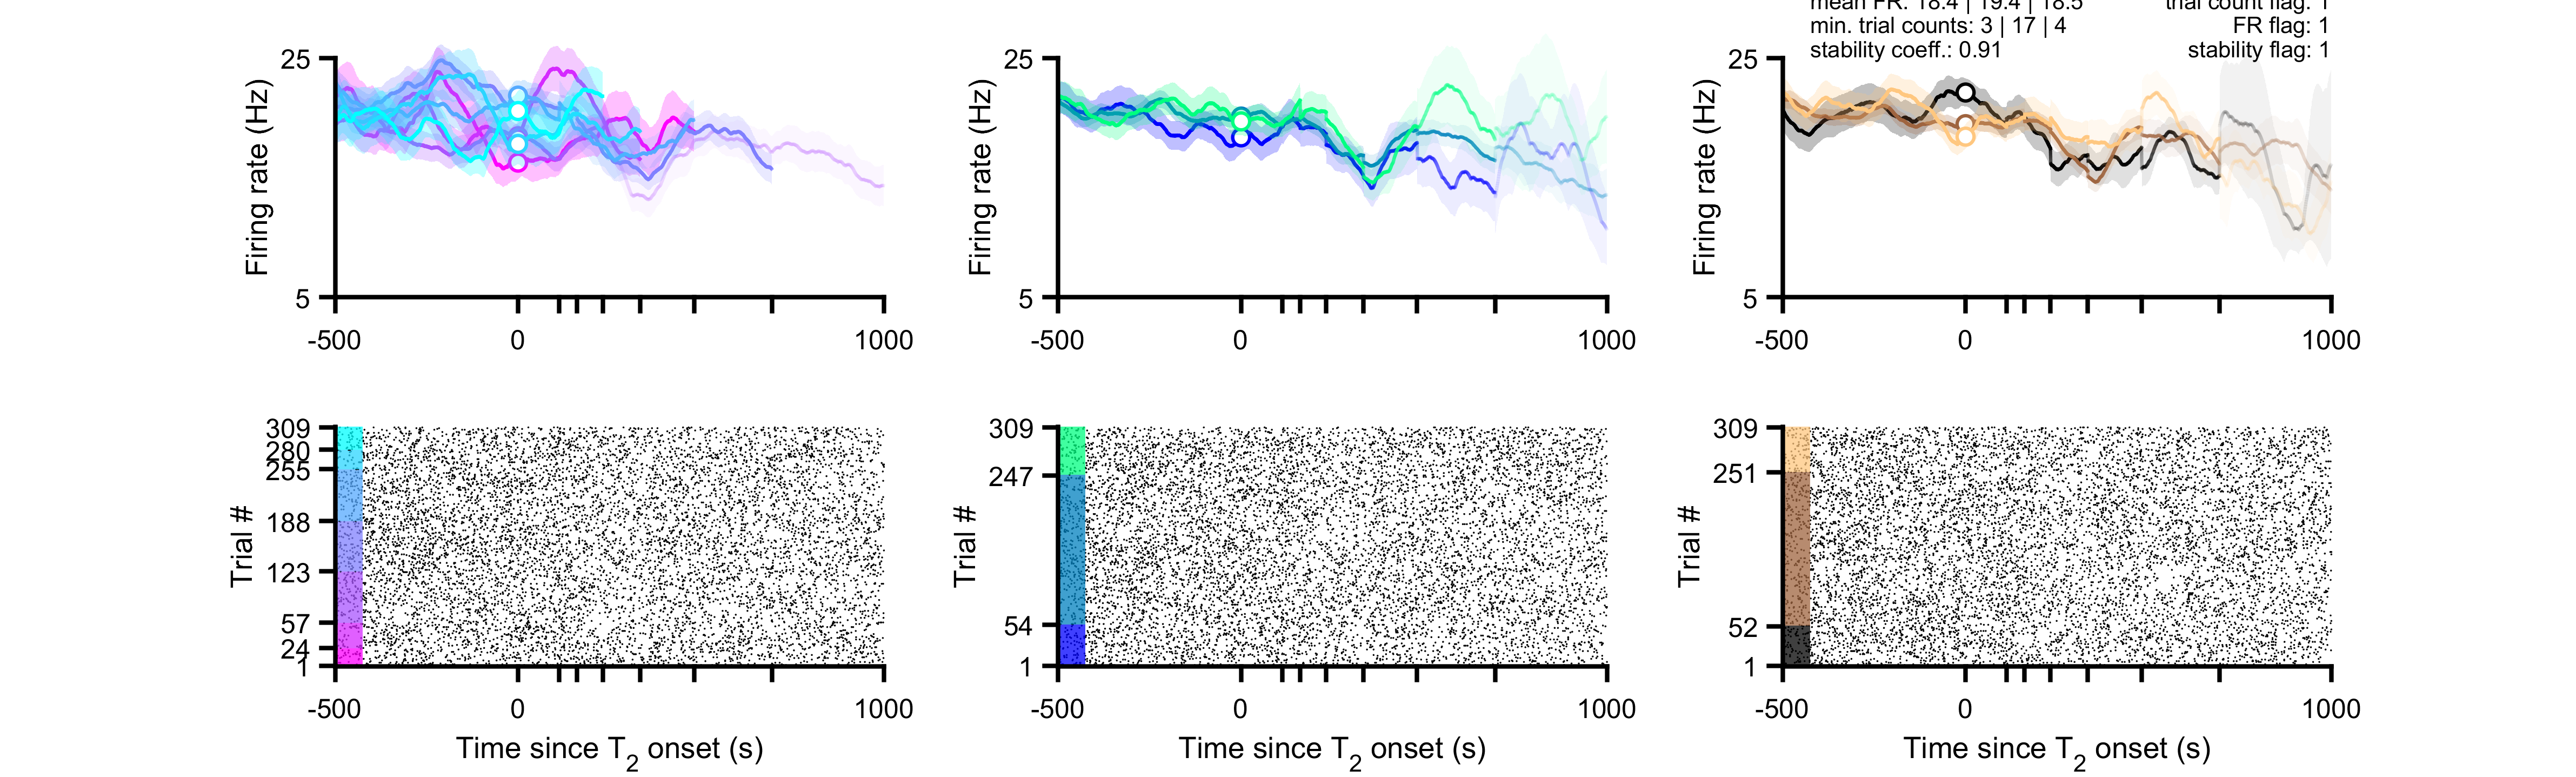 mean FR: 18.4 | 19.4 | 18.5 trial count flag: 1
min. trial counts: 3 | 17 | 4 FR flag: 1
stability coeff.: 0.91 stability flag: 1
25 25 25
Firing rate (Hz) Firing rate (Hz) Firing rate (Hz)
5 5 5
-500 0 1000 -500 0 1000 -500 0 1000
309 309 309
280
255 247 251
188
Trial # Trial # Trial #
123
57 54 52
24
1 1 1
-500 0 1000 -500 0 1000 -500 0 1000
Time since T2 onset (s) Time since T2 onset (s) Time since T2 onset (s)